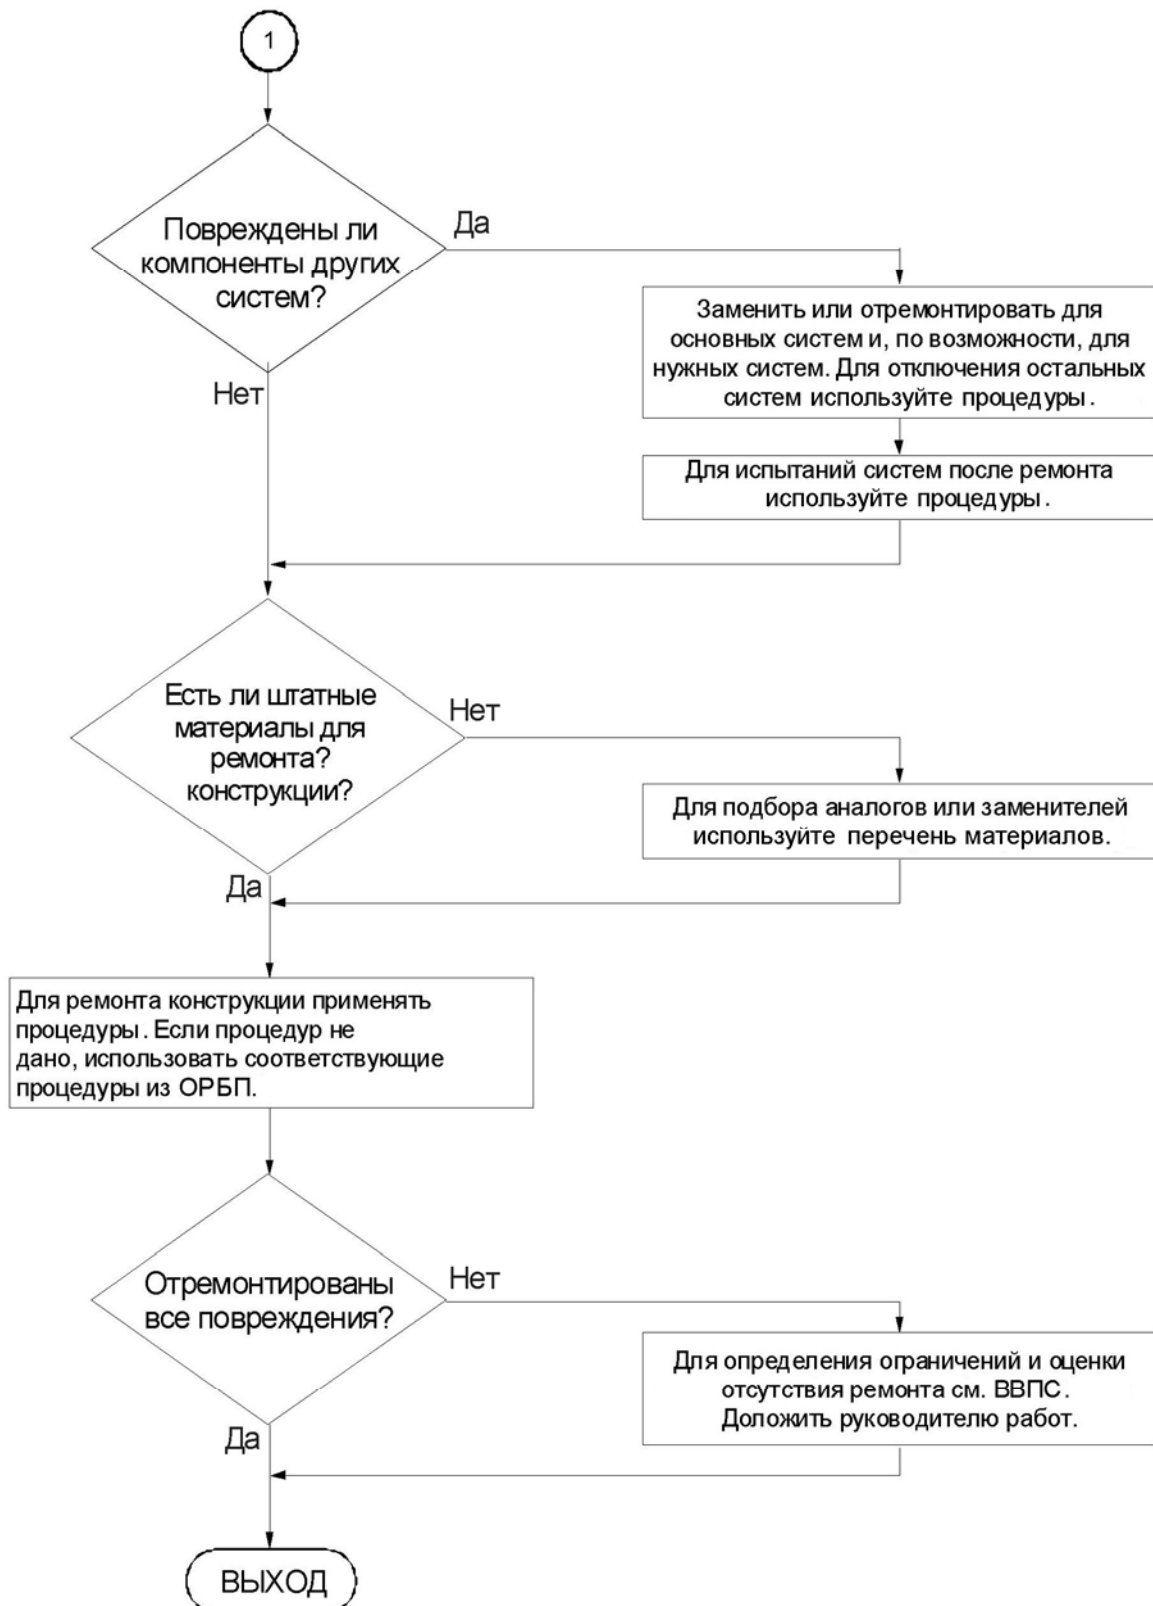 1
Повреждены ли
компоненты других
систем?
Да
Заменить или отремонтировать для
основных систем и, по возможности, для
нужных систем. Для отключения остальных
систем используйте процедуры.
Нет
Для испытаний систем после ремонта
используйте процедуры.
Есть ли штатные
материалы для
ремонта?
конструкции?
Нет
Для подбора аналогов или заменителей
используйте перечень материалов.
Да
Для ремонта конструкции применять
процедуры. Если процедур не
дано, использовать соответствующие
процедуры из ОРБП.
Отремонтированы
все повреждения?
Нет
Для определения ограничений и оценки
отсутствия ремонта см. ВВПС.
Доложить руководителю работ.
Да
ВЫХОД